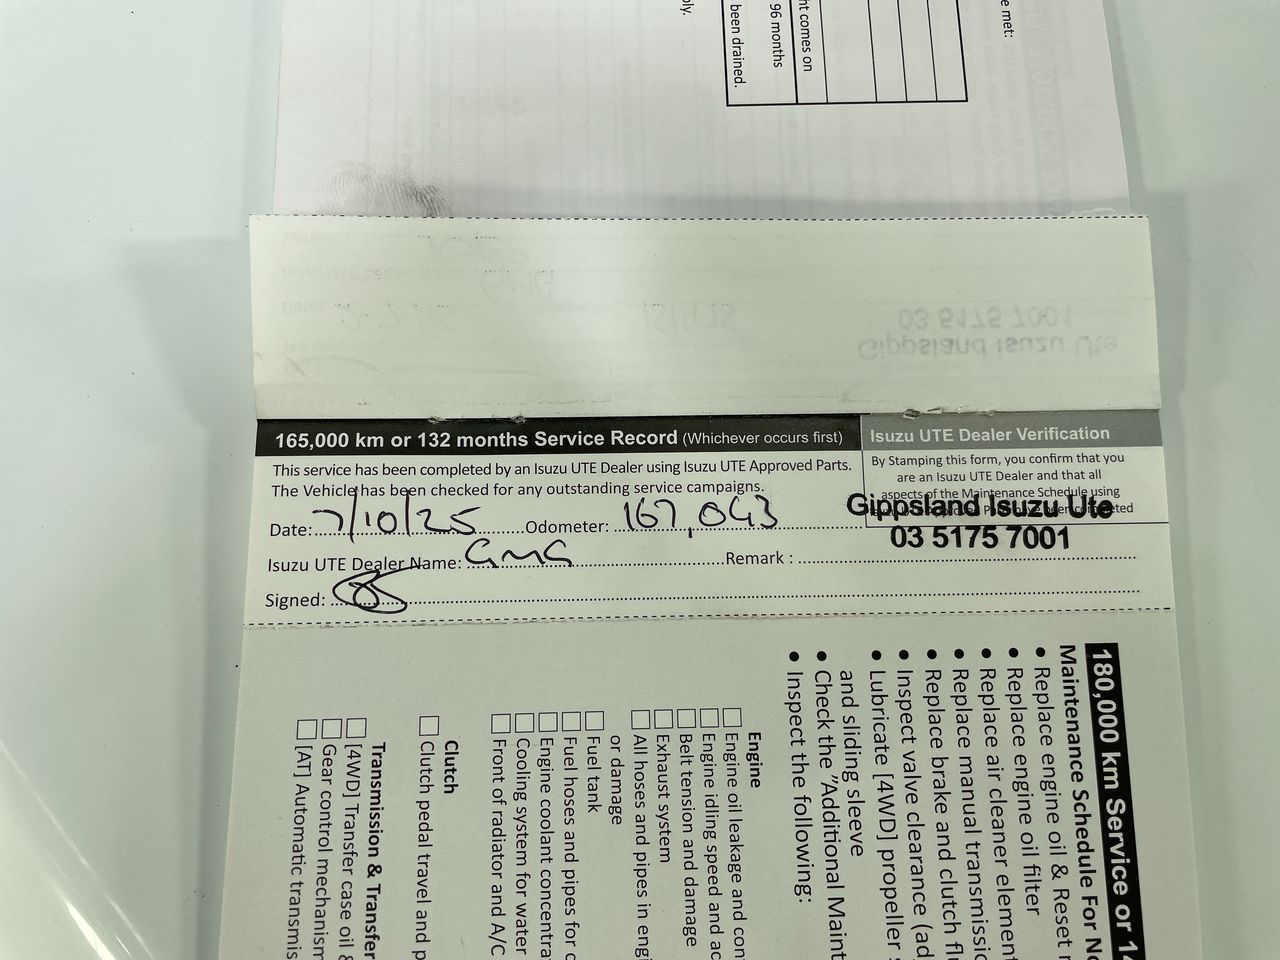 ply.
been drained.
96 months
ht comes on
e met:
165,000 km or 132 months Service Record (Whichever occurs first)
Isuzu UTE Dealer Verification
This service has been completed by an Isuzu UTE Dealer using Isuzu UTE Approved Parts.
The Vehicle has been checked for any outstanding service campaigns.
By Stamping this form, you confirm that you
are an Isuzu UTE Dealer and that all
aspects of the Maintenance Schedule using
Gippsland Isuzu Ute
03 5175 7001
Date: 7/10/25 Odometer: 167,043
Isuzu UTE Dealer Name: GMG Remark :
Signed:
180,000 km Service or 14
Maintenance Schedule For No
• Replace engine oil & Reset
• Replace engine oil filter
• Replace air cleaner element
• Replace manual transmissio
• Replace brake and clutch flu
• Inspect valve clearance (ad
• Lubricate [4WD] propeller s
and sliding sleeve
• Check the "Additional Maint
• Inspect the following:
Engine
Engine oil leakage and con
Engine idling speed and ac
Belt tension and damage
Exhaust system
All hoses and pipes in engi
or damage
Fuel tank
Fuel hoses and pipes for
Engine coolant concentra
Cooling system for water
Front of radiator and A/C
Clutch
Clutch pedal travel and p
Transmission & Transfer
[4WD] Transfer case oil &
Gear control mechanism
[AT] Automatic transmis